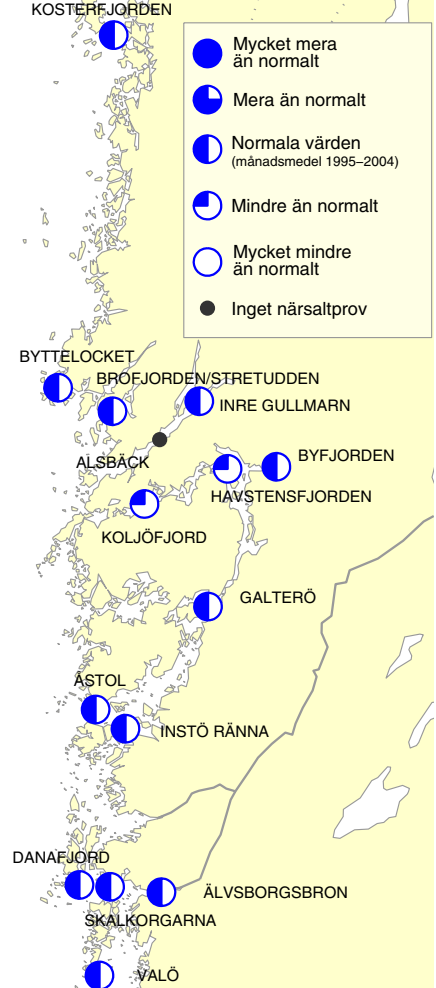 KOSTERFJORDEN
Mycket mera
än normalt
Mera än normalt
Normala värden
(månadsmedel 1995–2004)
Mindre än normalt
Mycket mindre
än normalt
Inget närsaltprov
BYTTELOCKET
BROFJORDEN/STRETUDDEN
INRE GULLMARN
ALSBÄCK
BYFJORDEN
HAVSTENSFJORDEN
KOLJÖFJORD
GALTERÖ
ÅSTOL
INSTÖ RÄNNA
DANAFJORD
ÄLVSBORGSBRON
SKALKORGARNA
VALÖ